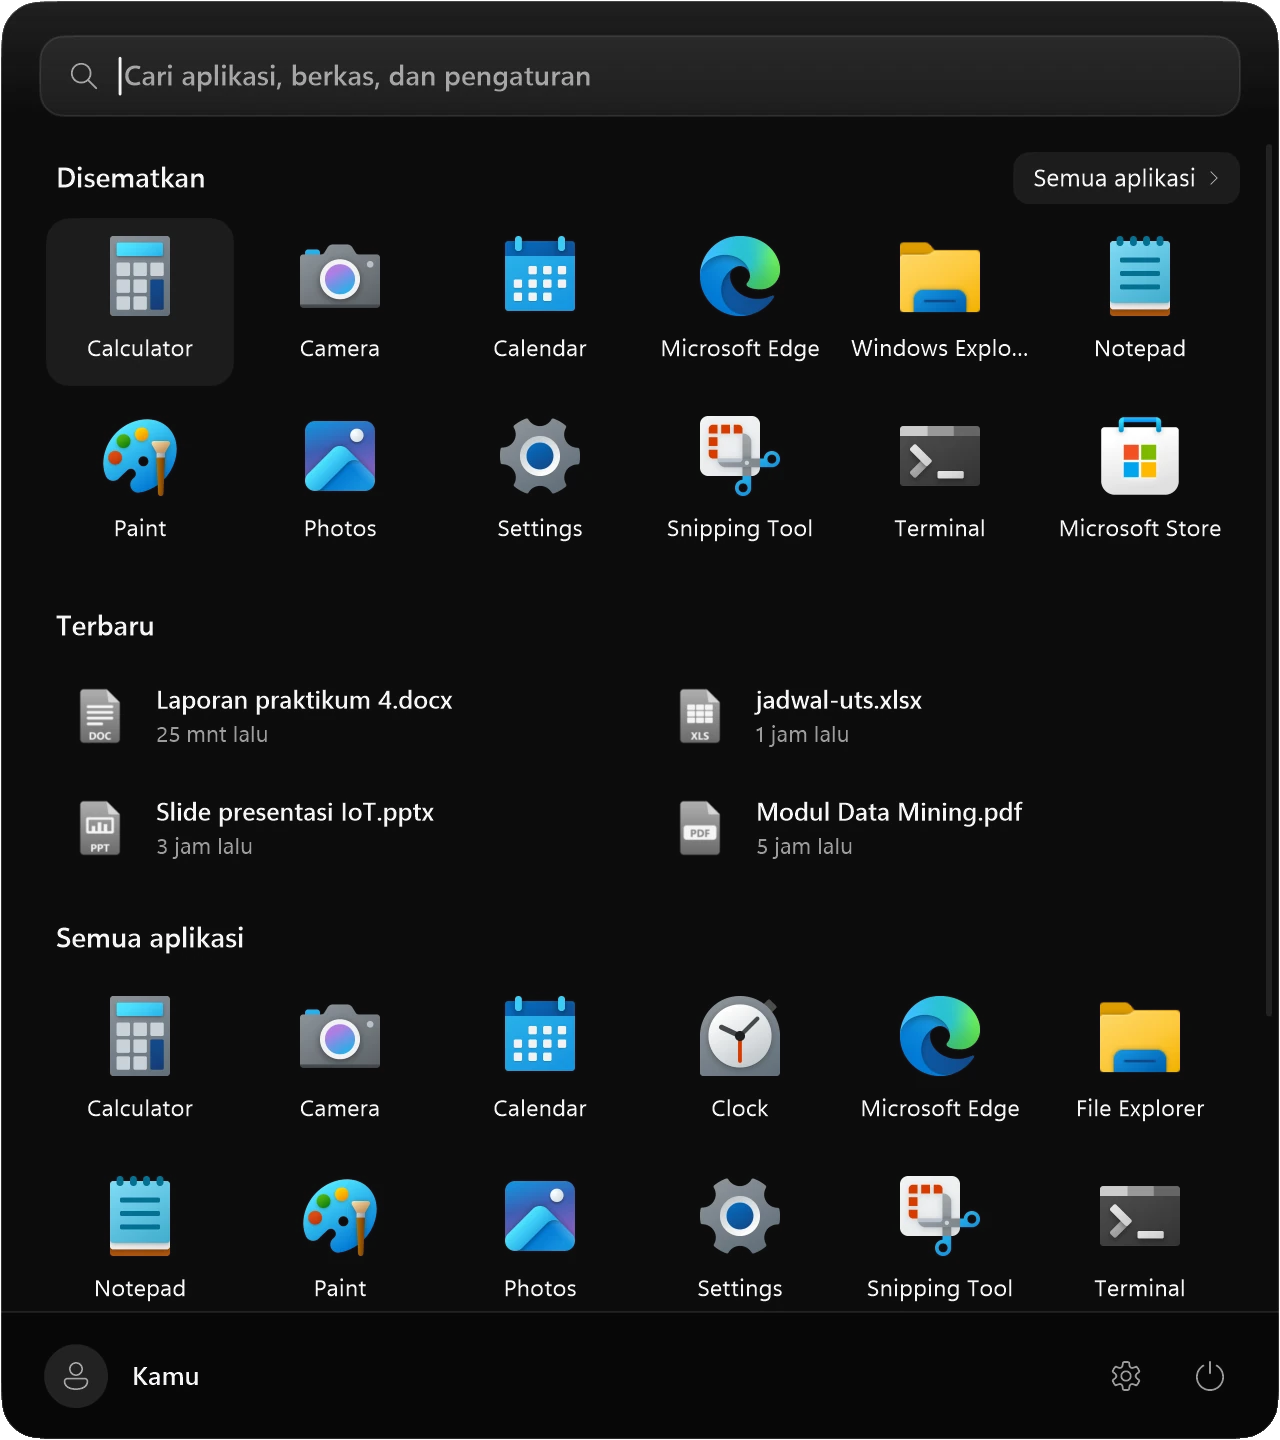 Cari aplikasi, berkas, dan pengaturan
Disematkan
Semua aplikasi
Calculator
Camera
Calendar
Microsoft Edge
Windows Explo...
Notepad
Paint
Photos
Settings
Snipping Tool
Terminal
Microsoft Store
Terbaru
Laporan praktikum 4.docx
25 mnt lalu
DOC
jadwal-uts.xlsx
1 jam lalu
XLS
Slide presentasi IoT.pptx
3 jam lalu
PPT
Modul Data Mining.pdf
5 jam lalu
PDF
Semua aplikasi
Calculator
Camera
Calendar
Clock
Microsoft Edge
File Explorer
Notepad
Paint
Photos
Settings
Snipping Tool
Terminal
Kamu